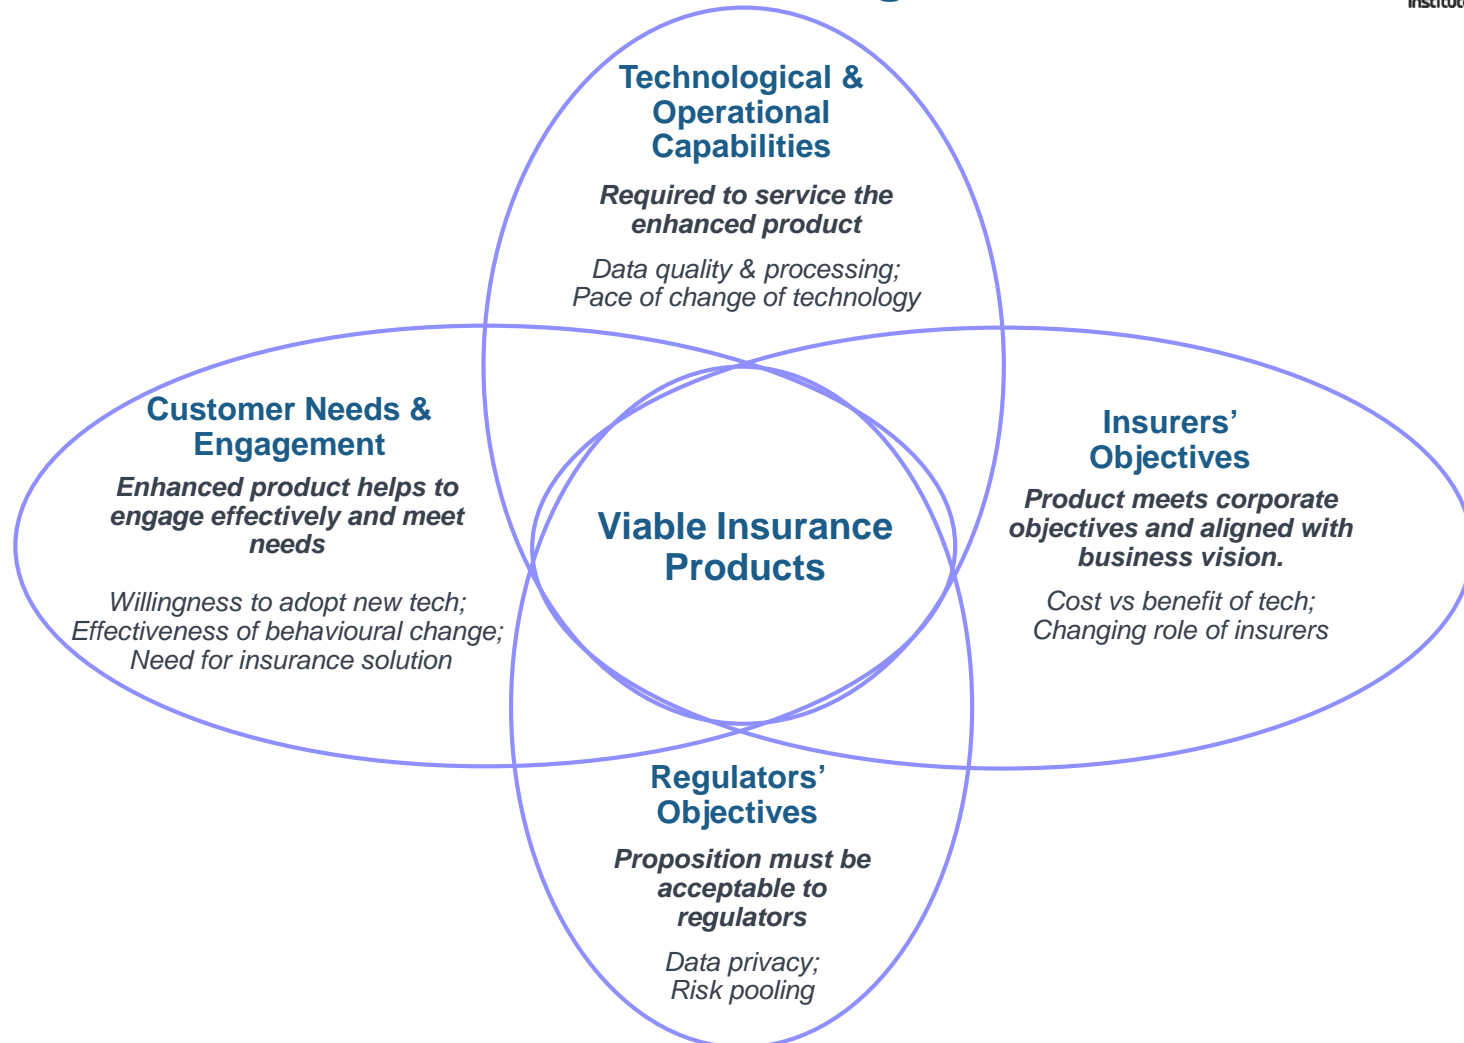 Institute
Technological &
Operational
Capabilities
Required to service the
enhanced product
Data quality & processing;
Pace of change of technology
Customer Needs &
Engagement
Enhanced product helps to
engage effectively and meet
needs
Willingness to adopt new tech;
Effectiveness of behavioural change;
Need for insurance solution
Viable Insurance
Products
Insurers’
Objectives
Product meets corporate
objectives and aligned with
business vision.
Cost vs benefit of tech;
Changing role of insurers
Regulators’
Objectives
Proposition must be
acceptable to
regulators
Data privacy;
Risk pooling